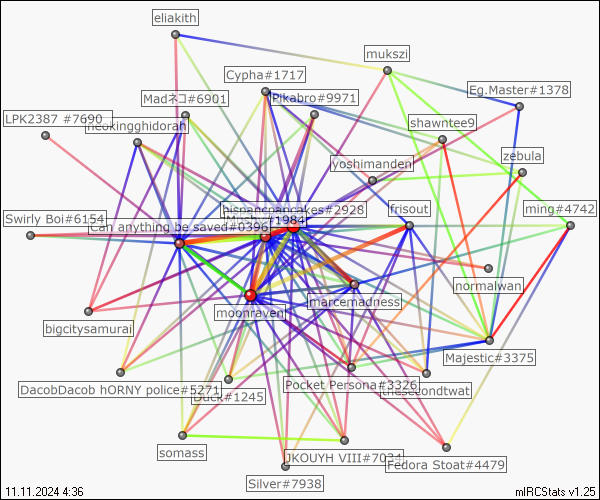 eliakith
mukszi
Cypha#1717
Eg.Master#1378
Madネコ#6901
Pikabro#9971
LPK2387 #7690
neokingghidorah
shawntee9
zebula
yoshimanden
Swirly Boi#6154
hispanicpancakes#2928
frisout
ming#4742
#1984
Can anything be saved#0396
normalwan
marcemadness
moonraven
bigcitysamurai
Majestic#3375
DacobDacob hORNY police#5271
Pocket Persona#3326
thesecondtwat
Duck#1245
somass
JKOUYH VIII#7034
Fedora Stoat#4479
Silver#7938
11.11.2024 4:36
mIRCStats v1.25